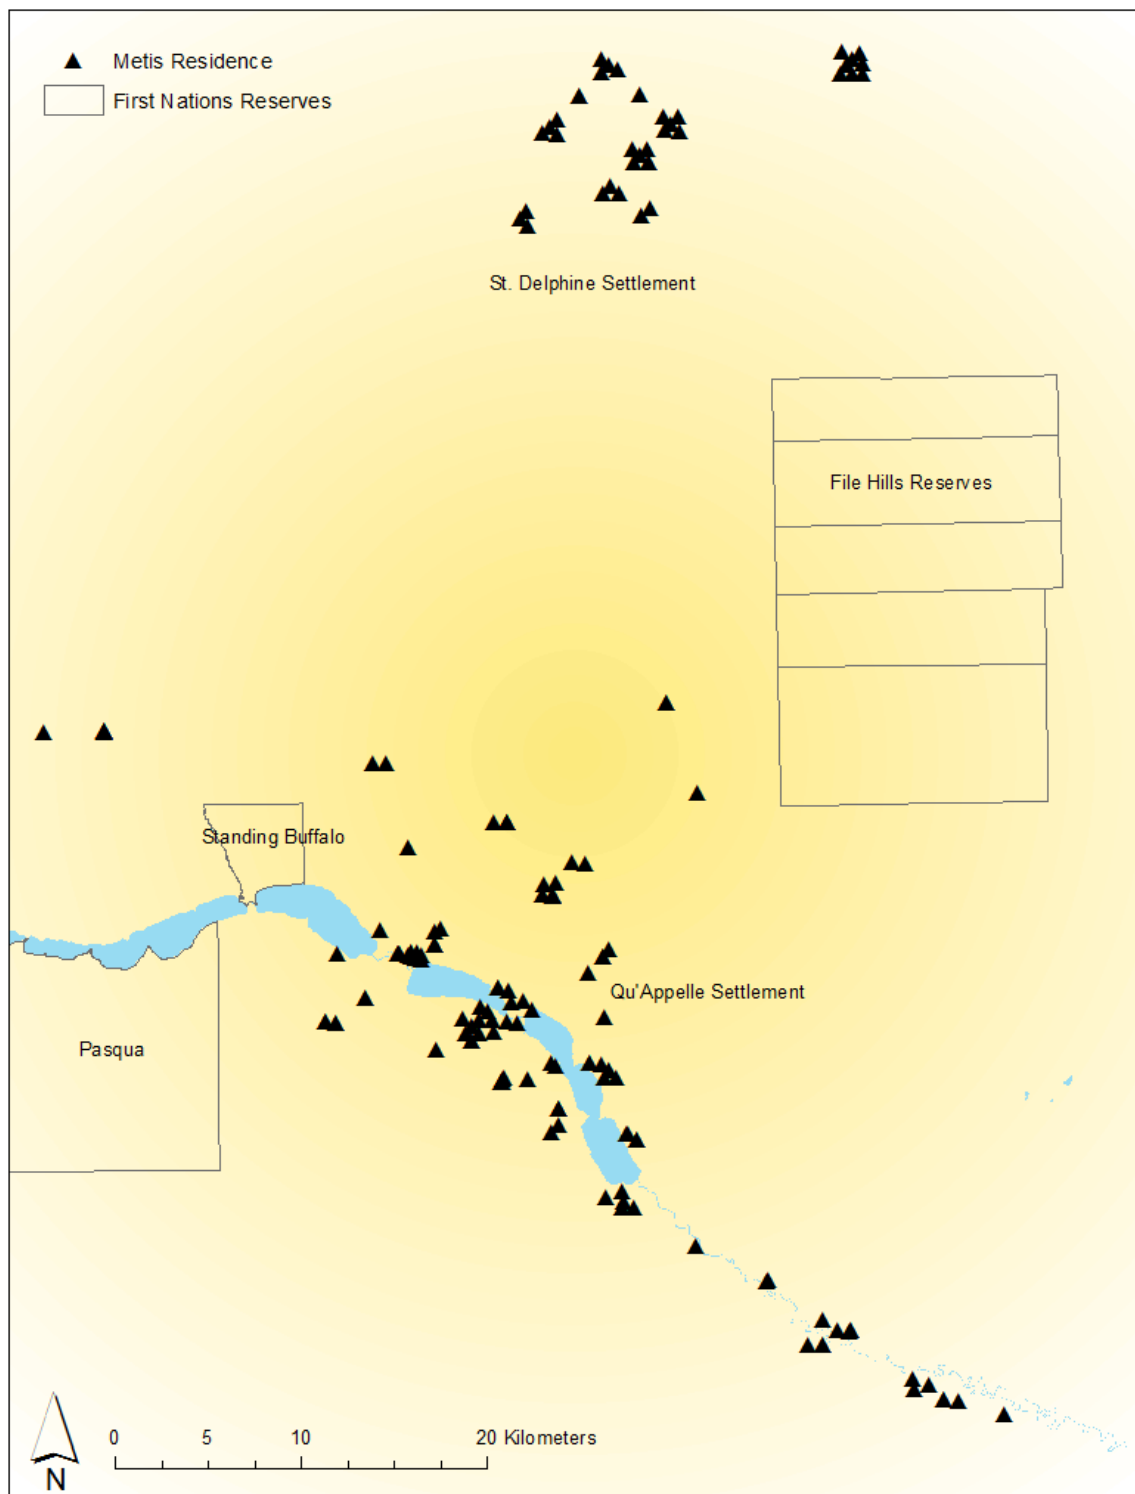 Metis Residence
First Nations Reserves
St. Delphine Settlement
File Hills Reserves
Standing Buffalo
Qu'Appelle Settlement
Pasqua
0 5 10 20 Kilometers
N